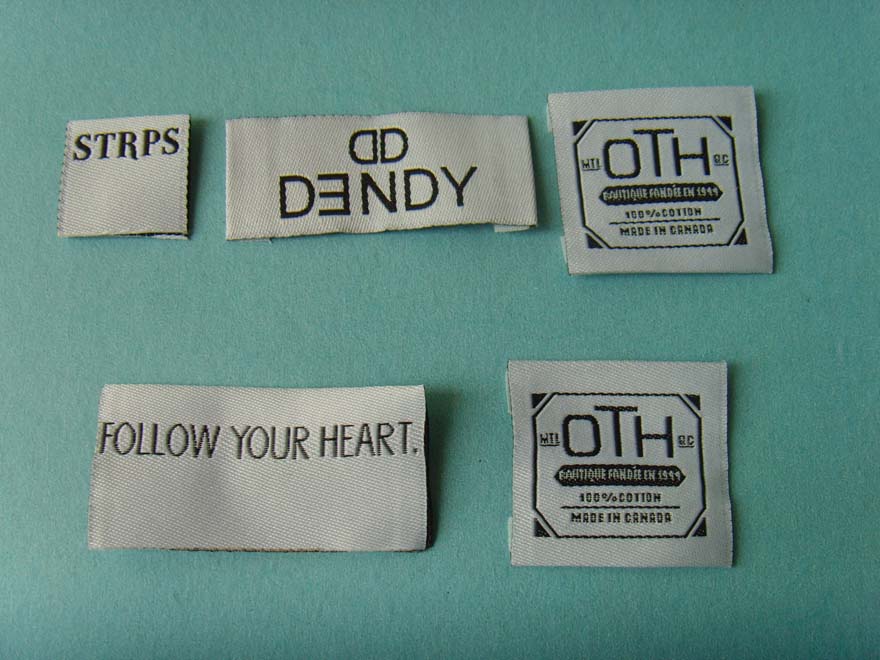 STRPS
DD
DƎNDY
MTL OTH QC
BOUTIQUE FONDÉE EN 1999
100% COTTON
MADE IN CANADA
FOLLOW YOUR HEART.
MTL OTH QC
BOUTIQUE FONDÉE EN 1999
100% COTTON
MADE IN CANADA